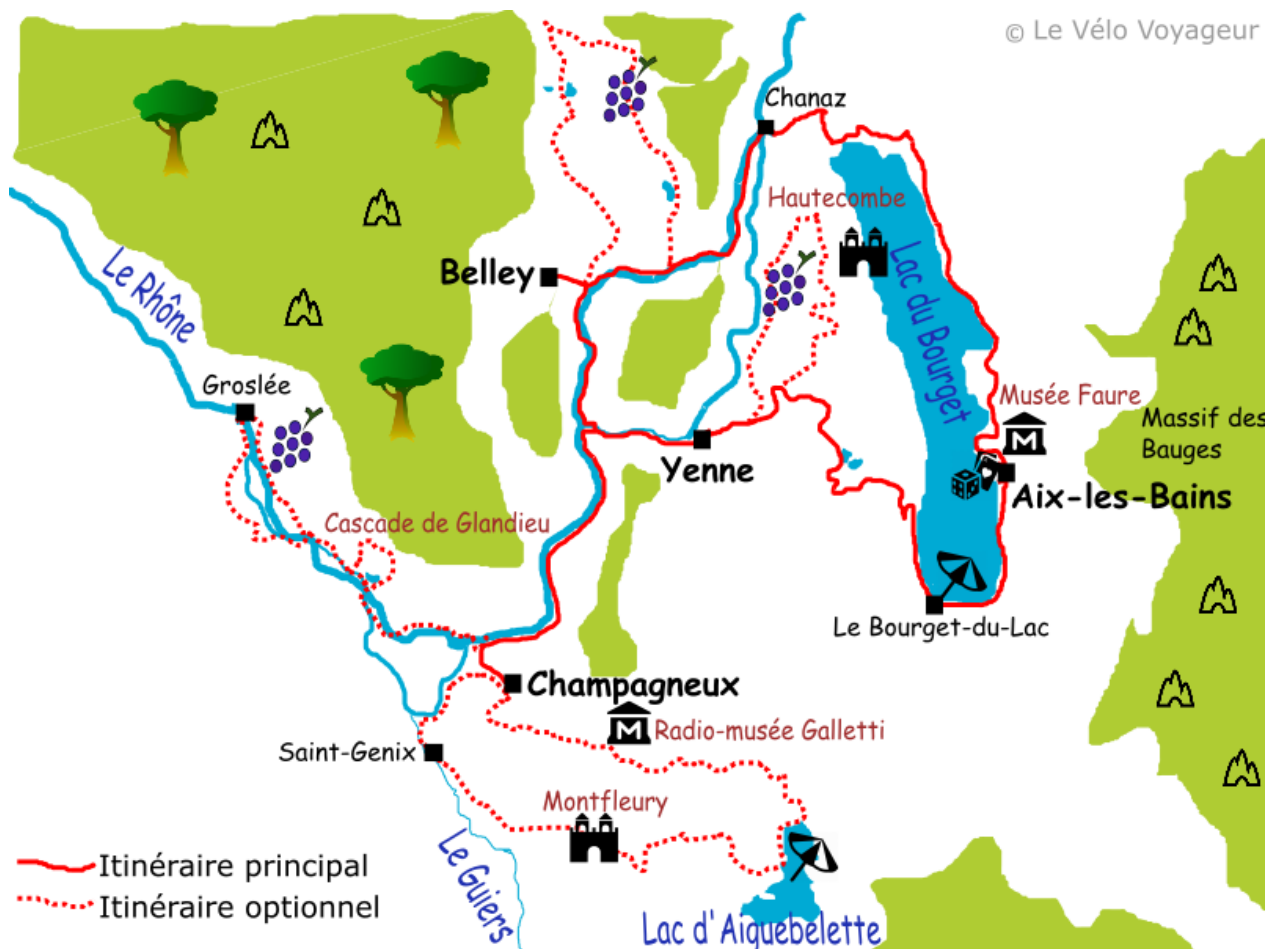 © Le Vélo Voyageur
Chanaz
Hautecombe
Belley
Le Rhône
Lac du Bourget
Groslée
Musée Faure
Massif des
Bauges
Yenne
Aix-les-Bains
Cascade de Glandieu
Le Bourget-du-Lac
Champagneux
M
M
Radio-musée Galletti
Saint-Genix
Montfleury
Le Guiers
Itinéraire principal
Itinéraire optionnel
Lac d'Aiguebelette